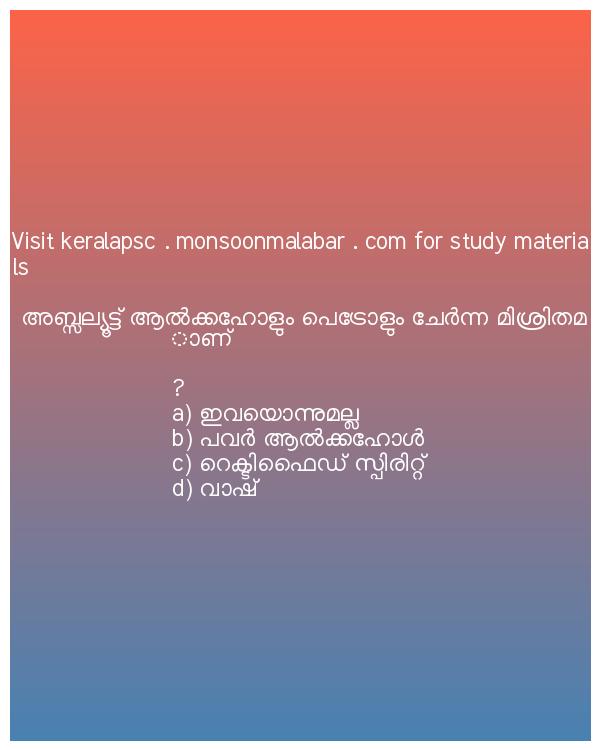 Visit keralapsc . monsoonmalabar . com for study materia
ls
അബ്സല്യൂട്ട് ആൽക്കഹോളും പെട്രോളും ചേർന്ന മിശ്രിതമ
ാണ്
?
a) ഇവയൊന്നുമല്ല
b) പവർ ആൽക്കഹോൾ
c) റെക്ടിഫൈഡ് സ്പിരിറ്റ്
d) വാഷ്